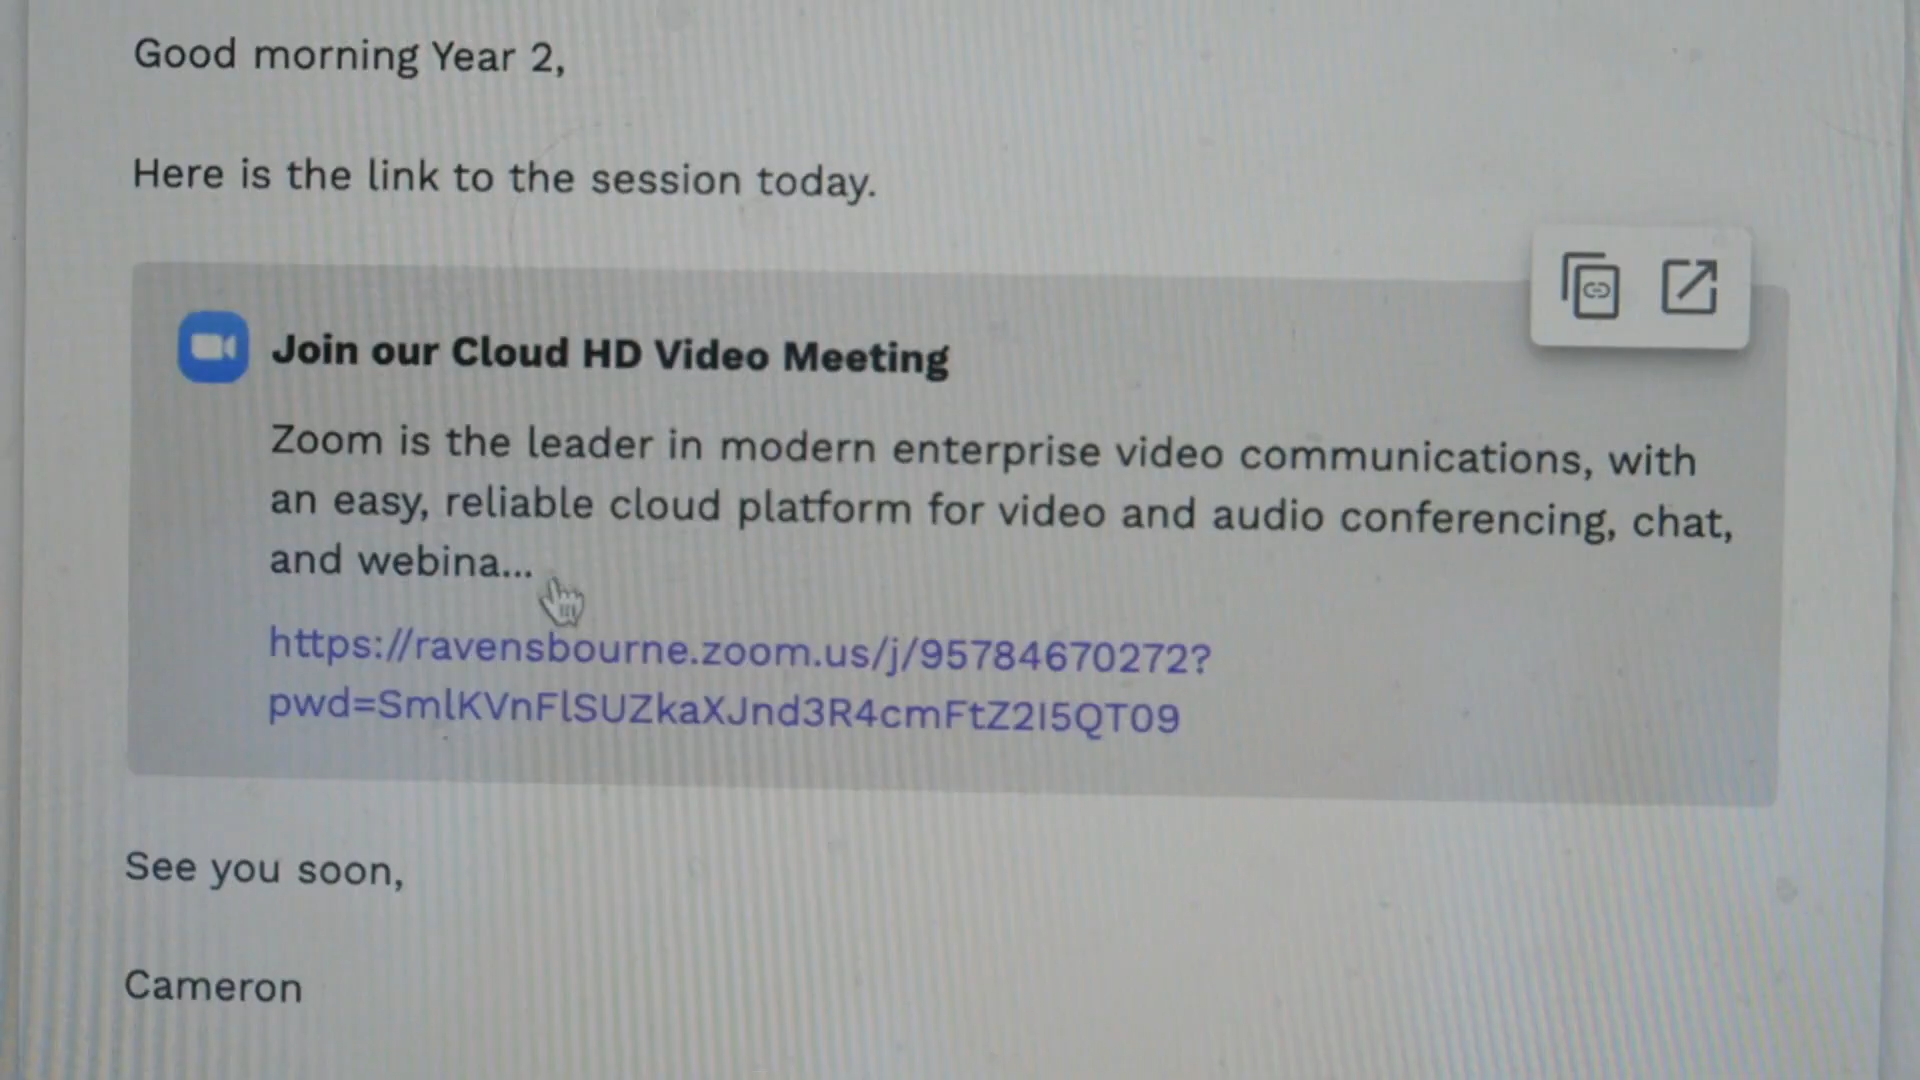 Good morning Year 2,
Here is the link to the session today.
Join our Cloud HD Video Meeting
Zoom is the leader in modern enterprise video communications, with
an easy, reliable cloud platform for video and audio conferencing, chat,
and webina...
https://ravensbourne.zoom.us/j/95784670272?
pwd=SmlKVnFlSUZkaXJnd3R4cmFtZ2I5QT09
See you soon,
Cameron